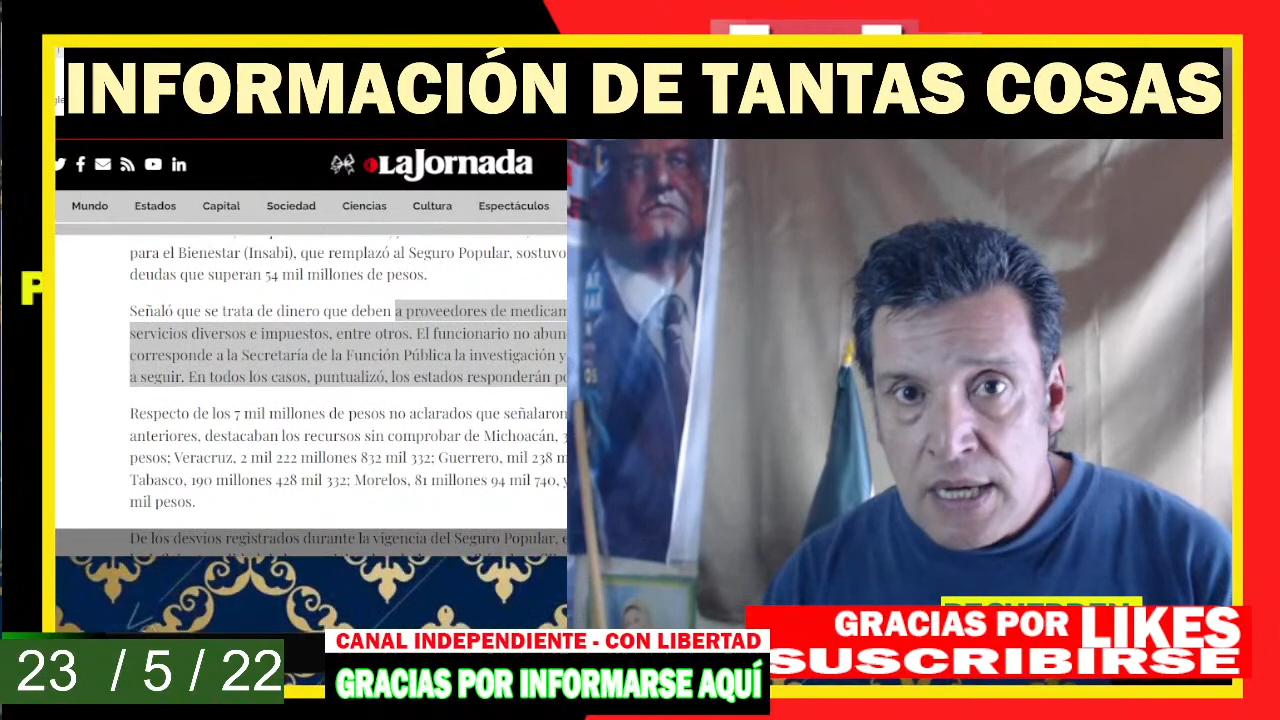 INFORMACIÓN DE TANTAS COSAS
LaJornada
Mundo Estados Capital Sociedad Ciencias Cultura Espectáculos
para el Bienestar (Insabi), que remplazó al Seguro Popular, sostuvo
deudas que superan 54 mil millones de pesos.
Señaló que se trata de dinero que deben a proveedores de medicam
servicios diversos e impuestos, entre otros. El funcionario no abun
corresponde a la Secretaría de la Función Pública la investigación y
a seguir. En todos los casos, puntualizó, los estados responderán po
Respecto de los 7 mil millones de pesos no aclarados que señalaron
anteriores, destacaban los recursos sin comprobar de Michoacán, 3
pesos; Veracruz, 2 mil 222 millones 832 mil 332; Guerrero, mil 238 m
Tabasco, 190 millones 428 mil 332; Morelos, 81 millones 94 mil 740, y
mil pesos.
De los desvíos registrados durante la vigencia del Seguro Popular, e
P
GRACIAS POR LIKES
SUSCRIBIRSE
CANAL INDEPENDIENTE - CON LIBERTAD
GRACIAS POR INFORMARSE AQUÍ
23 / 5 / 22